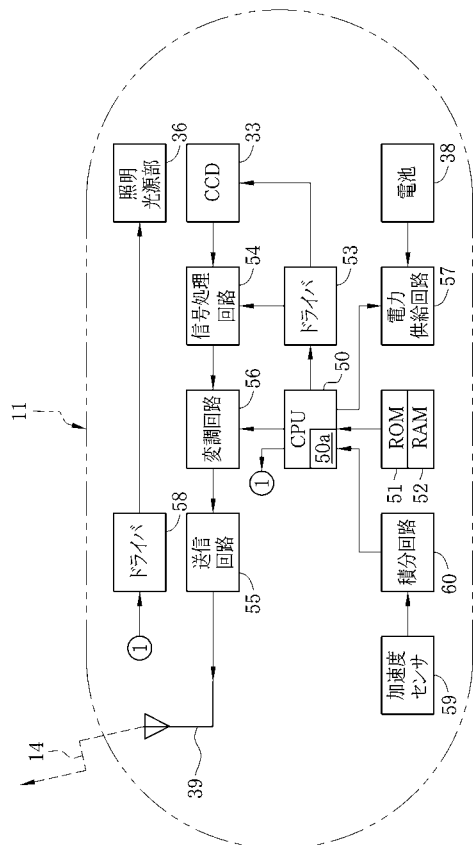 11
14
39
①
ドライバ
58
照明
光源部
36
送信
回路
55
変調回路
56
信号処理
回路
54
CCD
33
①
CPU
50a
50
ドライバ
53
加速度
センサ
59
積分回路
60
ROM
51
RAM
52
電力
供給回路
57
電池
38